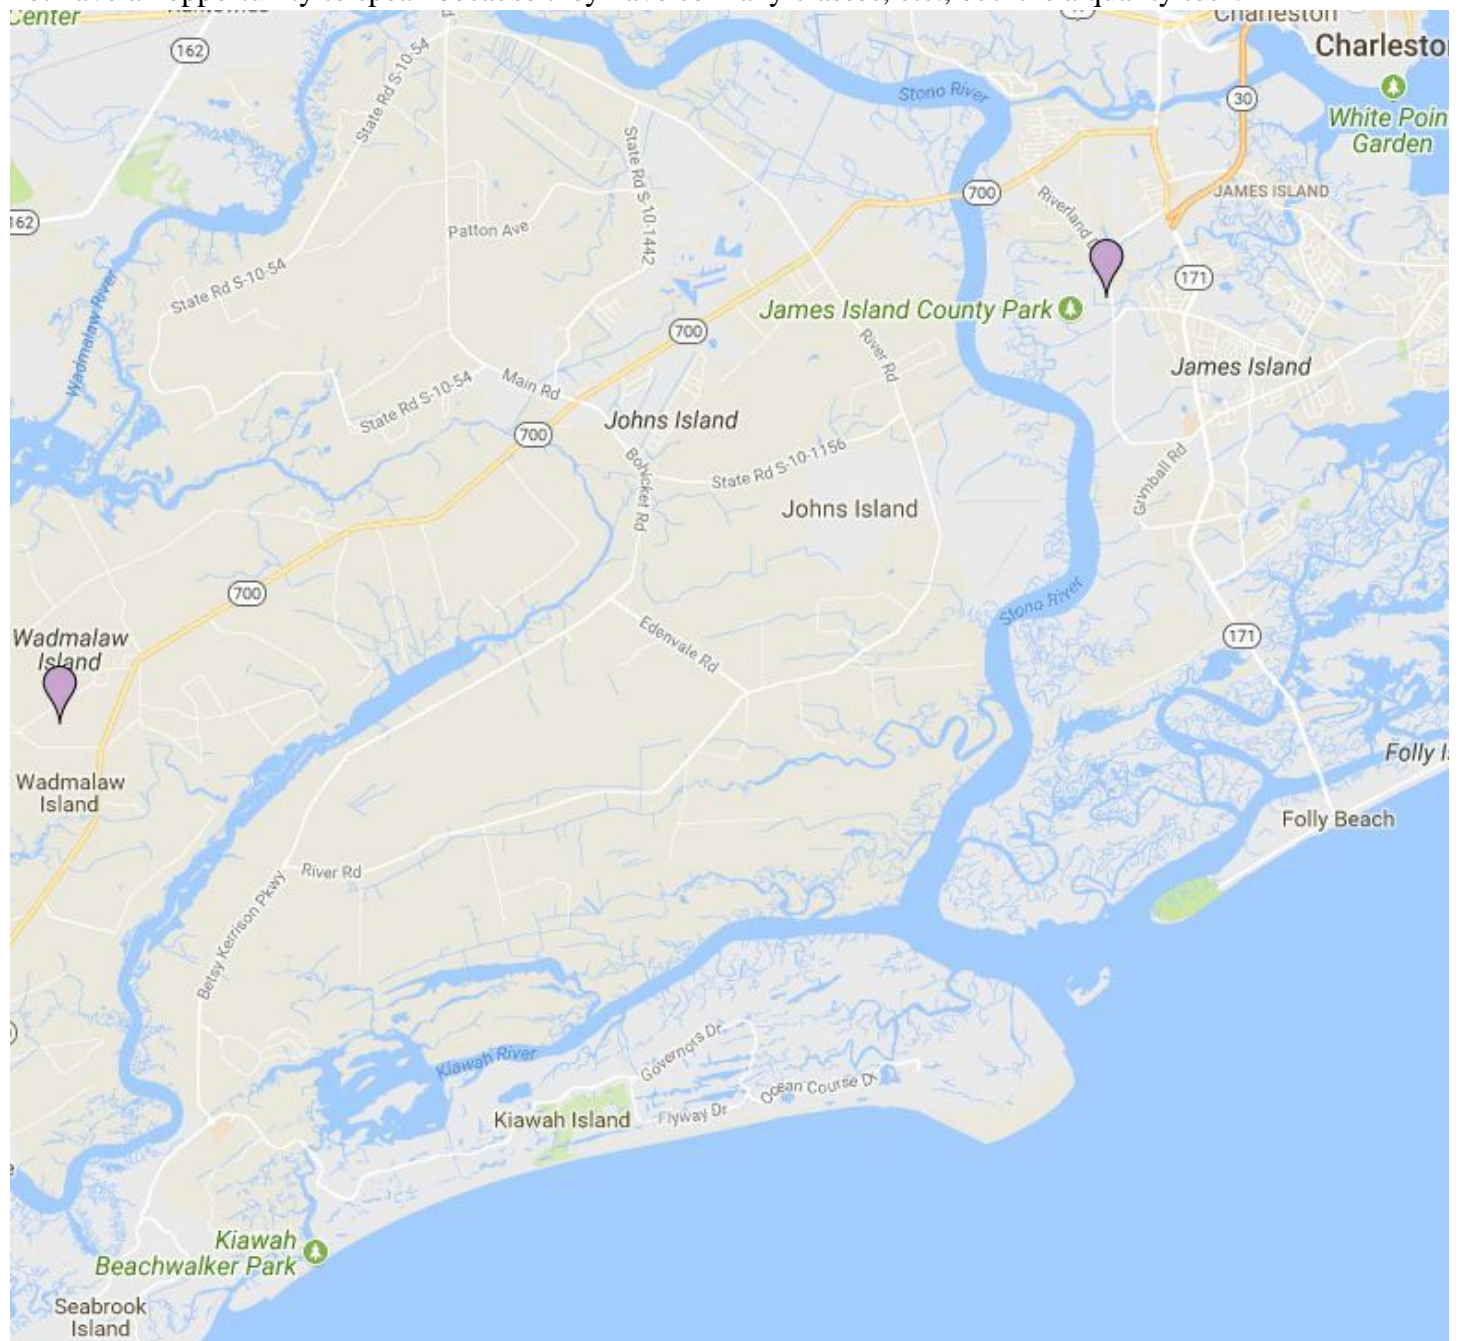 Center
162
State Rd S-10-54
Stono River
Charleston
Charlesto
30
White Poin
Garden
State Rd S-10-1442
700
Riverland
JAMES ISLAND
162
Patton Ave
Wadmalaw River
State Rd S-10-54
171
James Island County Park
700
River Rd
James Island
State Rd S-10-54
Main Rd
Johns Island
700
Bohicket Rd
State Rd S-10-1156
Grimball Rd
Johns Island
700
Stono River
Wadmalaw
Island
Edenvale Rd
171
Wadmalaw
Island
Folly
Folly Beach
River Rd
Betsy Kerrison Pkwy
Kiawah River
Governors Dr
Ocean Course Dr
Kiawah Island
Flyway Dr
Kiawah
Beachwalker Park
Seabrook
Island